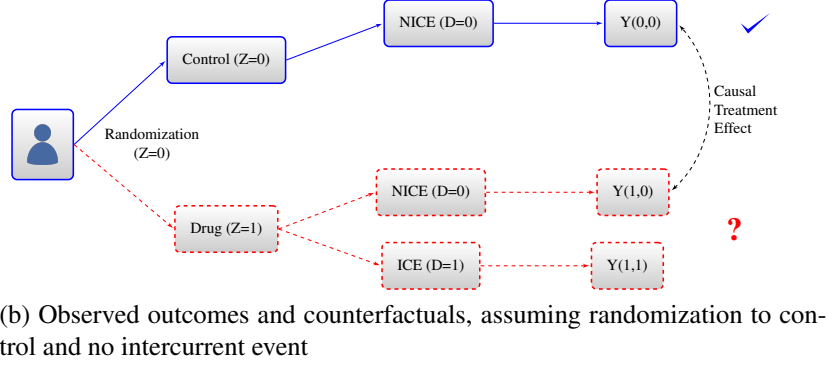 NICE (D=0)
Y(0,0)
Control (Z=0)
Causal
Treatment
Effect
Randomization
(Z=0)
NICE (D=0)
Y(1,0)
Drug (Z=1)
?
ICE (D=1)
Y(1,1)
(b) Observed outcomes and counterfactuals, assuming randomization to con-
trol and no intercurrent event